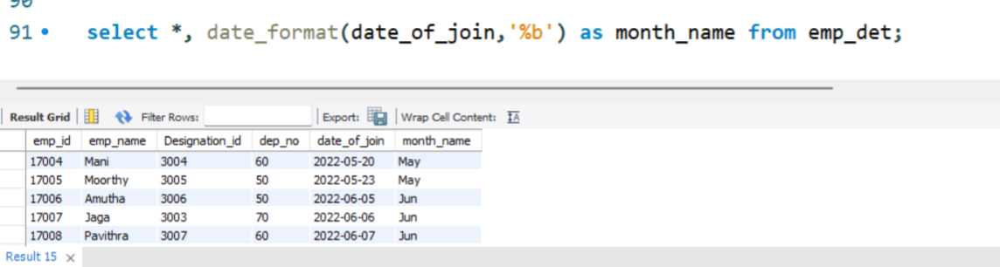 90
91 select *, date_format(date_of_join,'%b') as month_name from emp_det;
Result Grid Filter Rows: Export: Wrap Cell Content: IA
emp_id emp_name Designation_id dep_no date_of_join month_name
17004 Mani 3004 60 2022-05-20 May
17005 Moorthy 3005 50 2022-05-23 May
17006 Amutha 3006 50 2022-06-05 Jun
17007 Jaga 3003 70 2022-06-06 Jun
17008 Pavithra 3007 60 2022-06-07 Jun
Result 15 ×